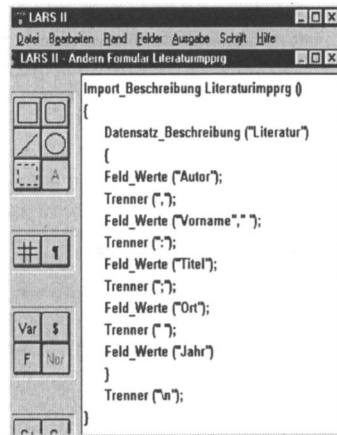 LARS II
Datei Bearbeiten Rand Felder Ausgabe Schrift Hilfe
LARS II - Ändern Formular Literaturimpprg
Import_Beschreibung Literaturimpprg ()
{
Datensatz_Beschreibung ("Literatur")
{
Feld_Werte ("Autor");
Trenner (",");
Feld_Werte ("Vorname"," ");
Trenner (":");
Feld_Werte ("Titel");
Trenner (";");
Feld_Werte ("Ort");
Trenner (" ");
Feld_Werte ("Jahr")
}
Trenner ("\n");
}
A
# ¶
Var $
F Nor